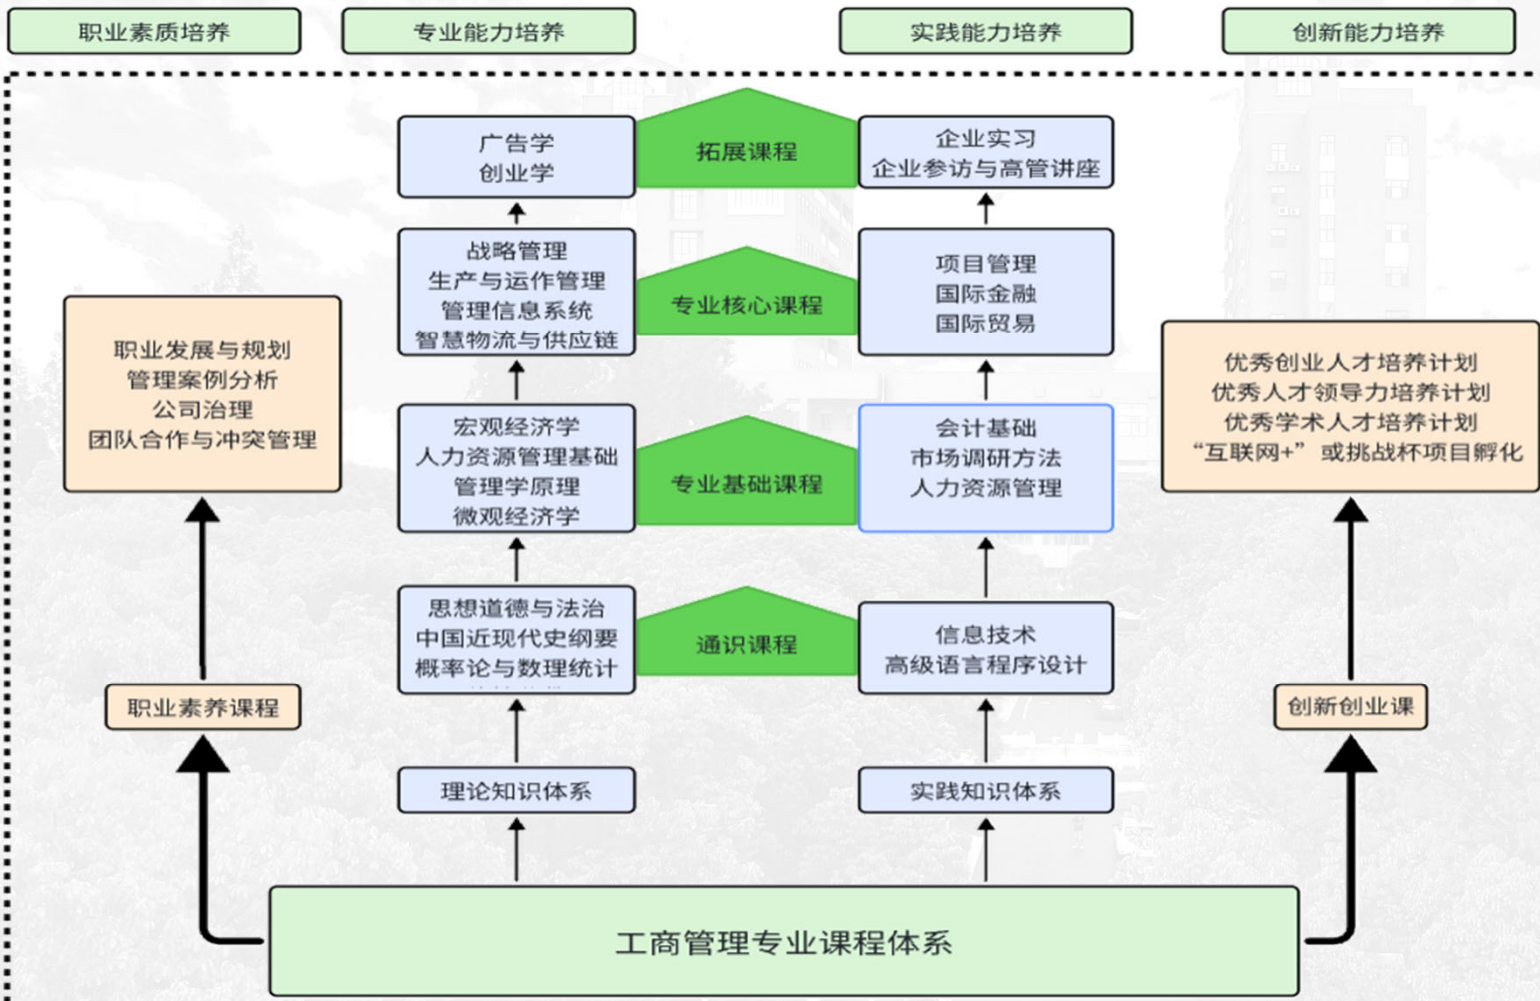 职业素质培养
专业能力培养
实践能力培养
创新能力培养
广告学
创业学
拓展课程
企业实习
企业参访与高管讲座
战略管理
生产与运作管理
管理信息系统
智慧物流与供应链
专业核心课程
项目管理
国际金融
国际贸易
职业发展与规划
管理案例分析
公司治理
团队合作与冲突管理
宏观经济学
人力资源管理基础
管理学原理
微观经济学
专业基础课程
会计基础
市场调研方法
人力资源管理
优秀创业人才培养计划
优秀人才领导力培养计划
优秀学术人才培养计划
“互联网+”或挑战杯项目孵化
思想道德与法治
中国近现代史纲要
概率论与数理统计
通识课程
信息技术
高级语言程序设计
职业素养课程
创新创业课
理论知识体系
实践知识体系
工商管理专业课程体系